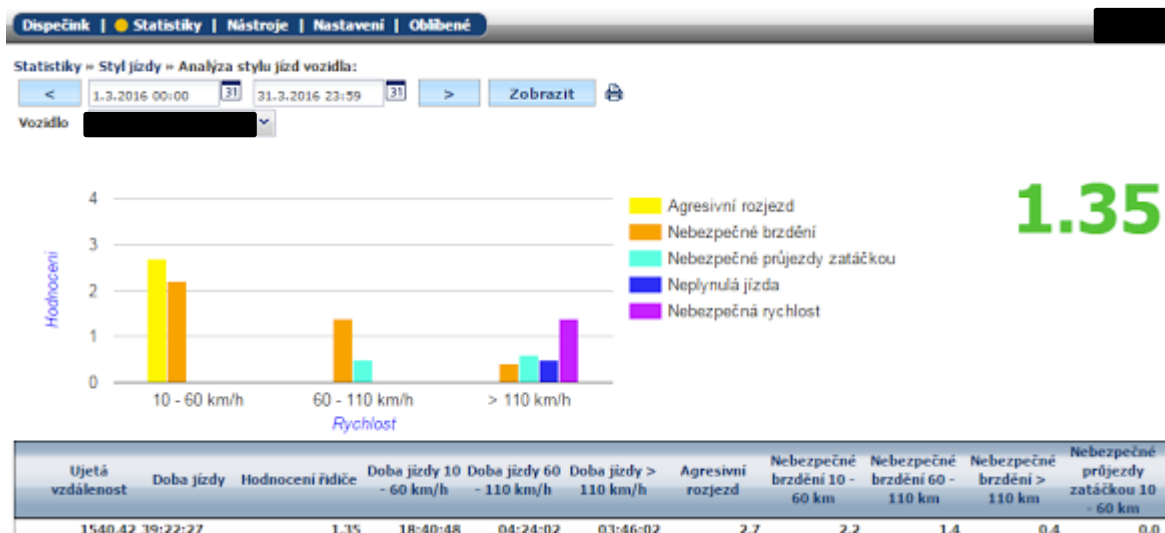 Dispečink | Statistiky | Nástroje | Nastavení | Oblíbené
Statistiky » Styl jízdy » Analýza stylu jízd vozidla:
< 1.3.2016 00:00 31 31.3.2016 23:59 31 > Zobrazit
Vozidlo
1.35
Hodnocení
4
3
2
1
0
10 - 60 km/h 60 - 110 km/h > 110 km/h
Rychlost
Agresivní rozjezd
Nebezpečné brzdění
Nebezpečné průjezdy zatáčkou
Neplynulá jízda
Nebezpečná rychlost
Ujetá vzdálenost Doba jízdy Hodnocení řidiče Doba jízdy 10 - 60 km/h Doba jízdy 60 - 110 km/h Doba jízdy > 110 km/h Agresivní rozjezd Nebezpečné brzdění 10 - 60 km Nebezpečné brzdění 60 - 110 km Nebezpečné brzdění > 110 km Nebezpečné průjezdy zatáčkou 10 - 60 km
1540.42 39:22:27 1.35 18:40:48 04:24:02 03:46:02 2.7 2.2 1.4 0.4 0.0